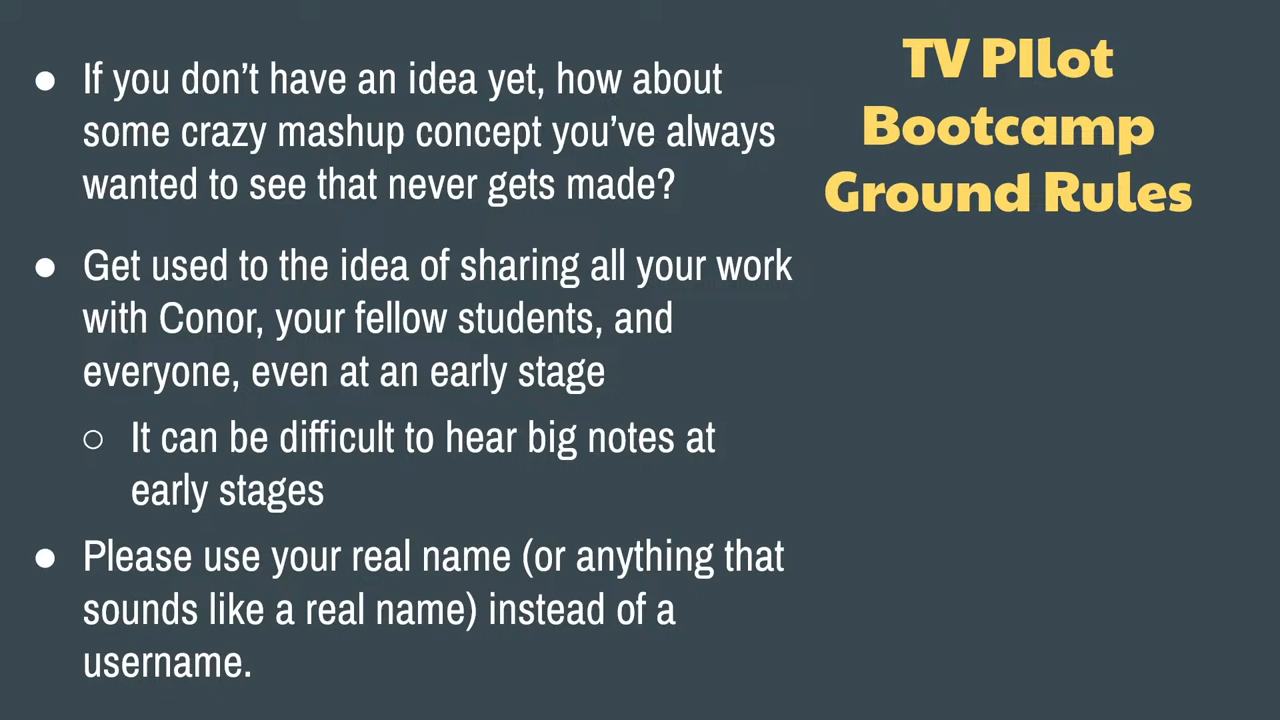 TV PIlot
Bootcamp
Ground Rules
● If you don’t have an idea yet, how about
some crazy mashup concept you’ve always
wanted to see that never gets made?
● Get used to the idea of sharing all your work
with Conor, your fellow students, and
everyone, even at an early stage
○ It can be difficult to hear big notes at
early stages
● Please use your real name (or anything that
sounds like a real name) instead of a
username.